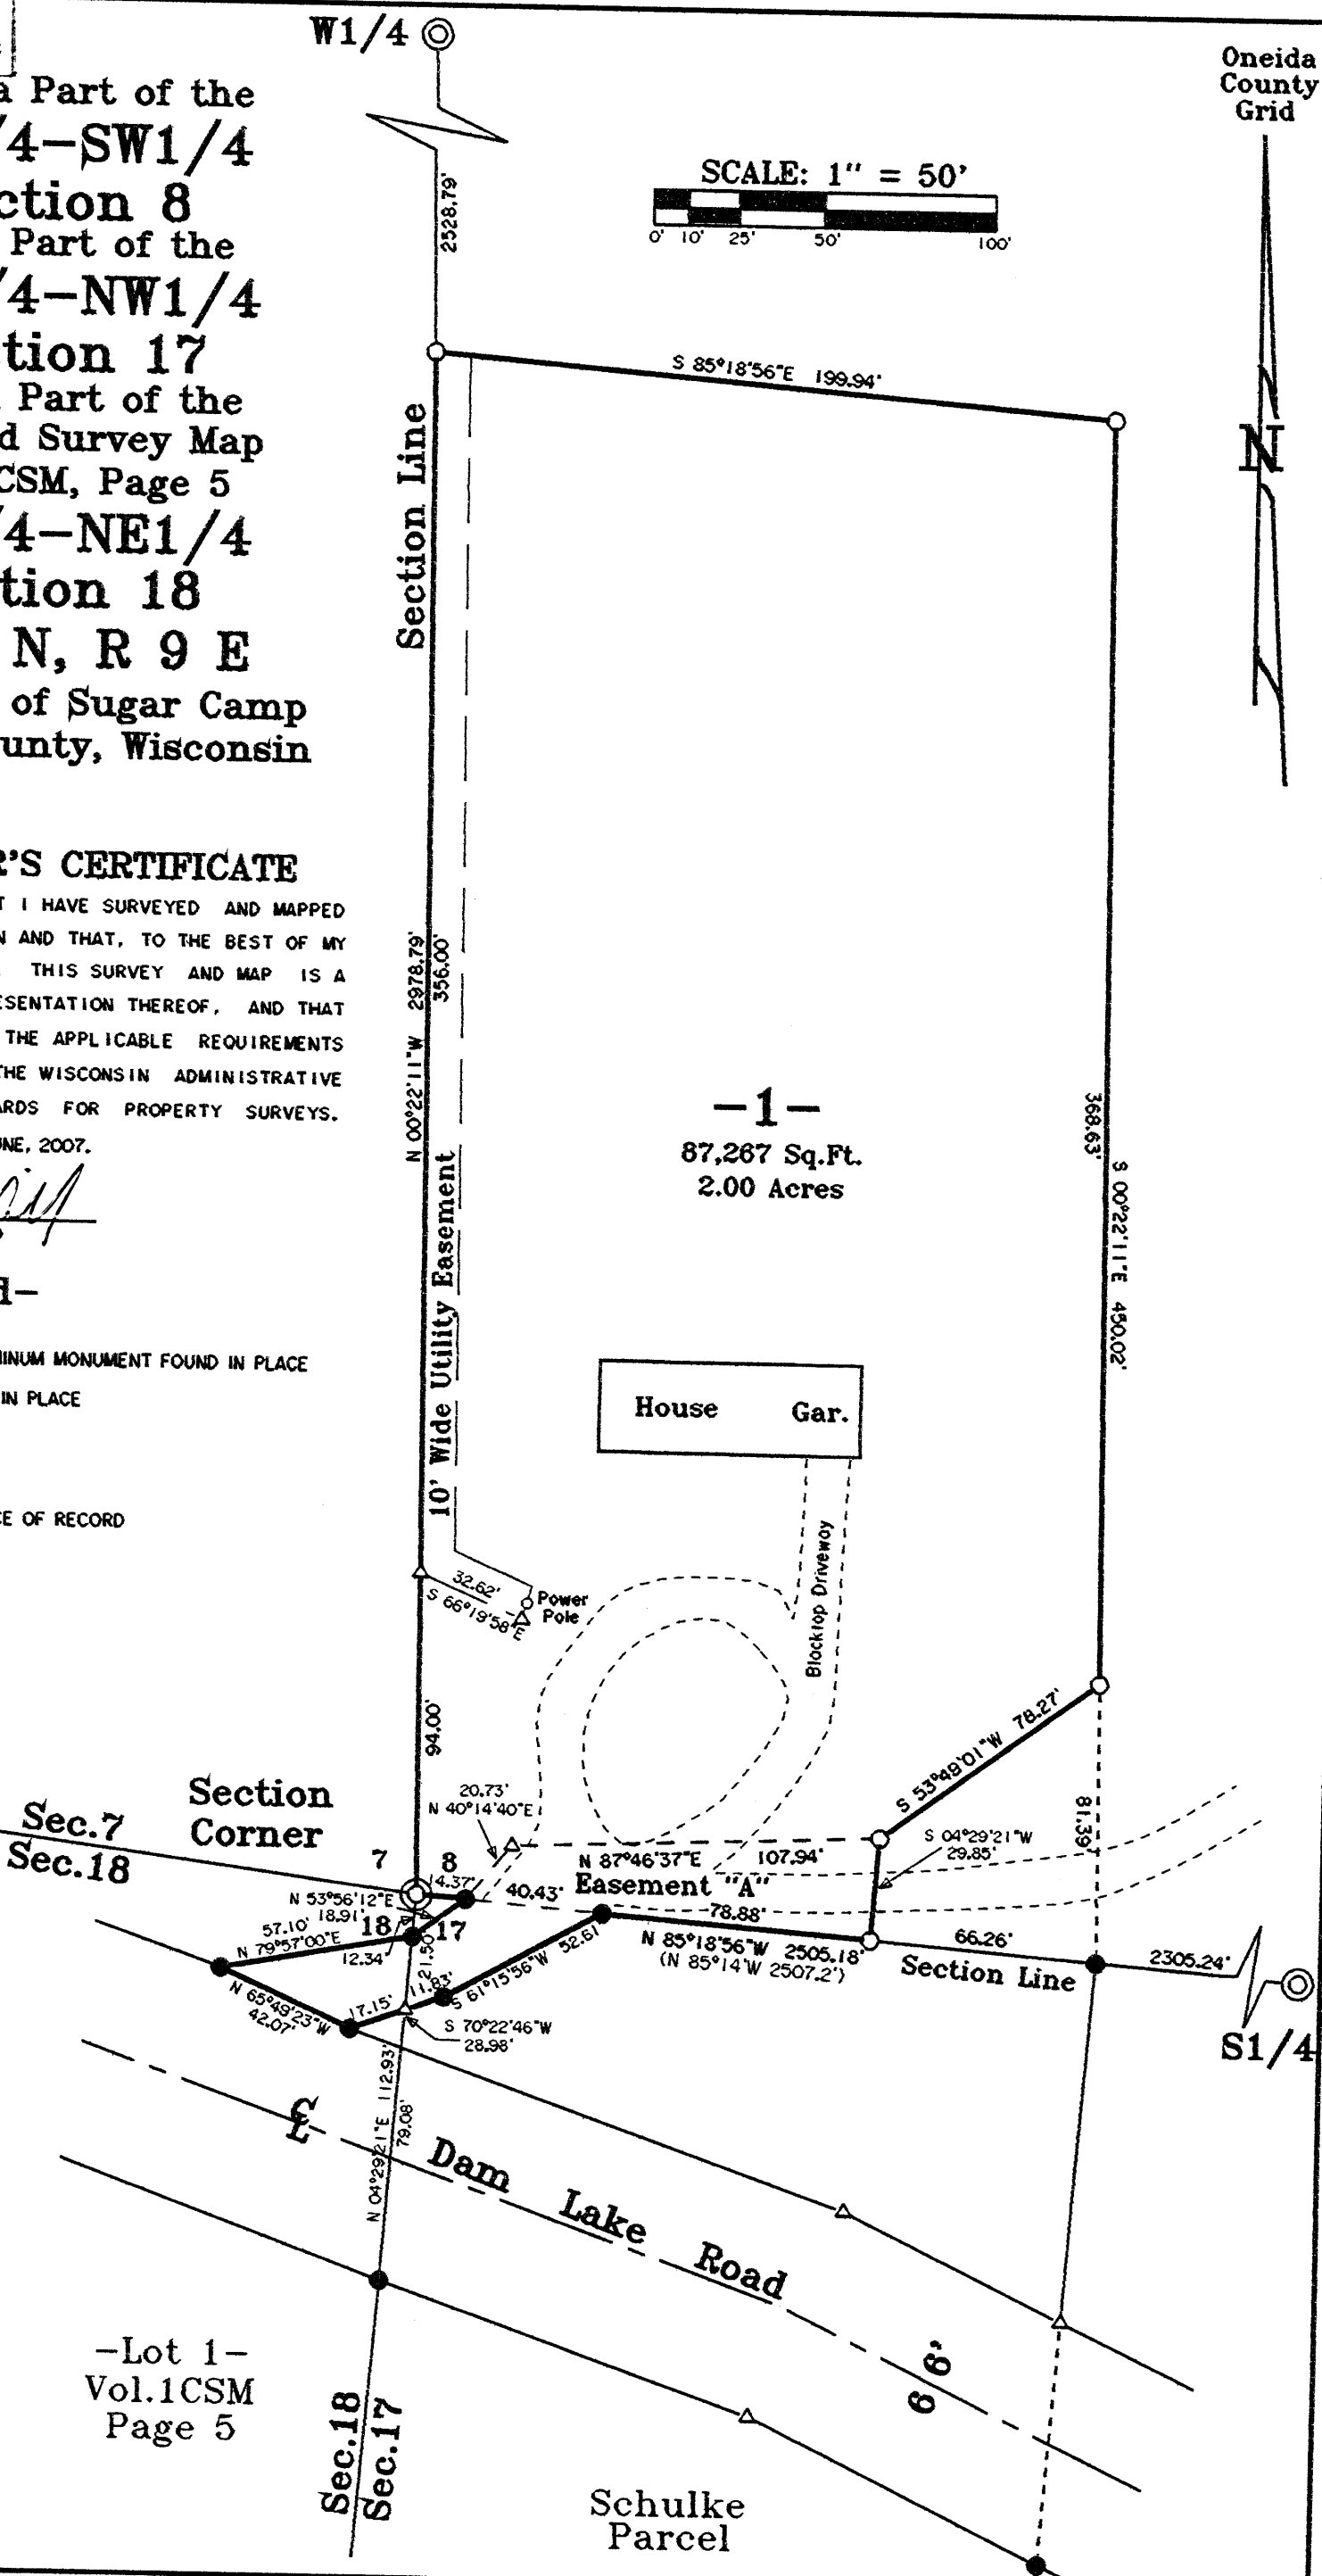 W1/4
Oneida
County
Grid
a Part of the
/4-SW1/4
ction 8
Part of the
/4-NW1/4
tion 17
Part of the
d Survey Map
CSM, Page 5
/4-NE1/4
tion 18
N, R 9 E
of Sugar Camp
unty, Wisconsin
SCALE: 1" = 50'
0' 10' 25' 50' 100'
N
2528.79'
S 85°18'56"E 199.94'
Section Line
R'S CERTIFICATE
T I HAVE SURVEYED AND MAPPED
N AND THAT, TO THE BEST OF MY
THIS SURVEY AND MAP IS A
ESENTATION THEREOF, AND THAT
THE APPLICABLE REQUIREMENTS
THE WISCONSIN ADMINISTRATIVE
ARDS FOR PROPERTY SURVEYS.
UNE, 2007.
d-
MINUM MONUMENT FOUND IN PLACE
IN PLACE
CE OF RECORD
N 00°22'11"W 2978.79'
356.00'
10' Wide Utility Easement
-1-
87,267 Sq.Ft.
2.00 Acres
368.63'
S 00°22'11"E 450.02'
House Gar.
Blacktop Driveway
32.62'
S 66°19'58"E
Power
Pole
94.00'
S 53°49'01"W 78.27'
81.39'
Section
Corner
Sec.7
Sec.18
7 8
18 17
20.73'
N 40°14'40"E
S 04°29'21"W
29.85'
N 87°46'37"E 107.94'
Easement "A"
14.37'
40.43'
78.88'
N 53°56'12"E
18.91'
57.10'
N 79°57'00"E
12.34'
21.50'
N 85°18'56"W 2505.18'
(N 85°14'W 2507.2')
66.26'
Section Line
2305.24'
S1/4
S 61°15'56"W 52.61'
11.83'
17.15'
N 65°49'23"W
42.07'
S 70°22'46"W
28.98'
N 04°29'21"E 112.93'
79.08'
CL
Dam Lake Road
66'
-Lot 1-
Vol.1CSM
Page 5
Sec.18
Sec.17
Schulke
Parcel